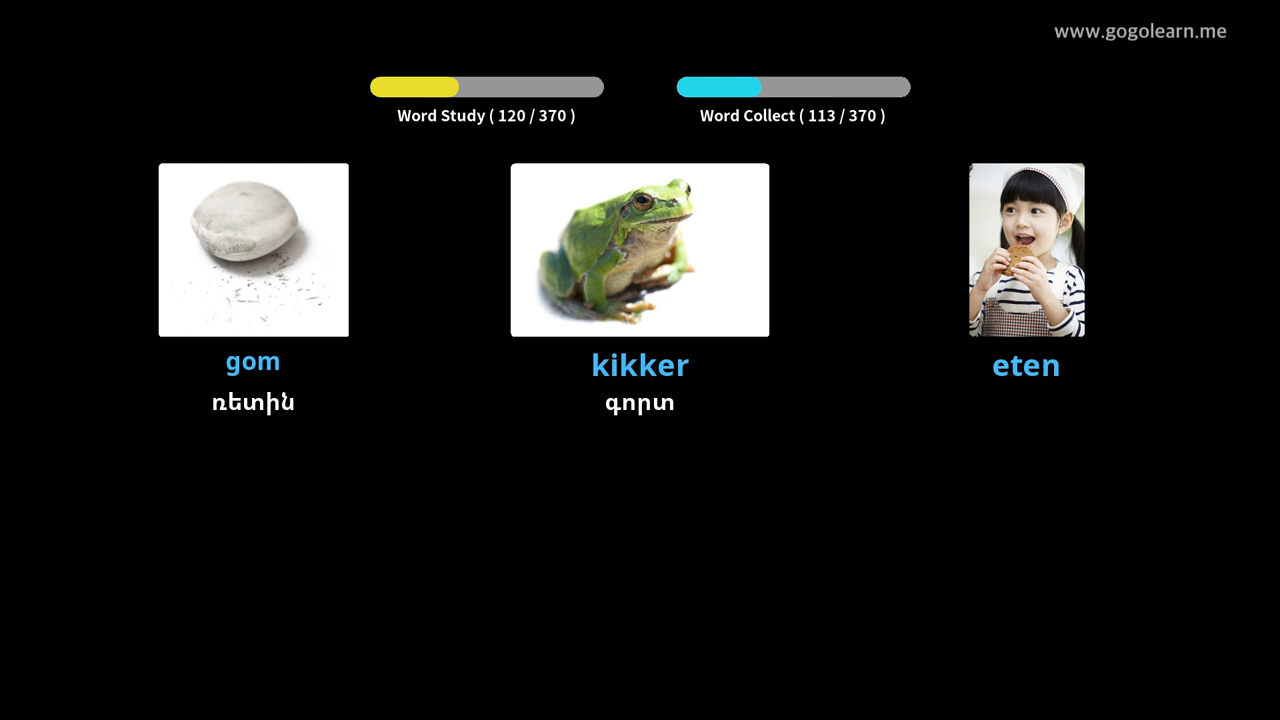 www.gogolearn.me
Word Study ( 120 / 370 )
Word Collect ( 113 / 370 )
gom
ռետին
kikker
գորտ
eten